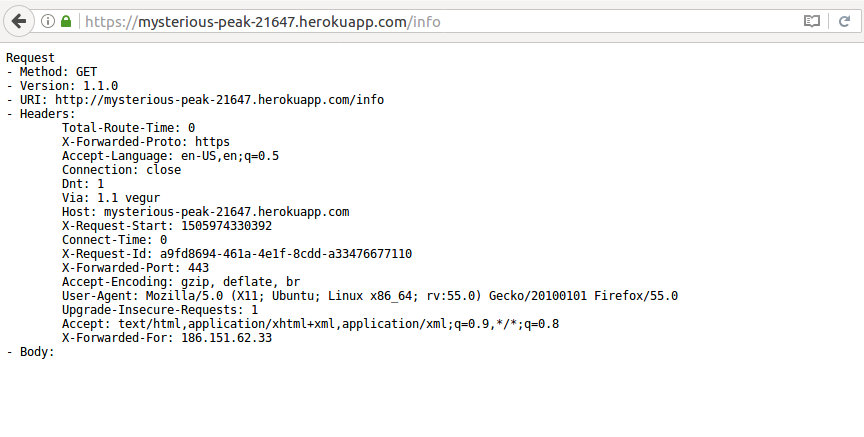 https://mysterious-peak-21647.herokuapp.com/info
Request
- Method: GET
- Version: 1.1.0
- URI: http://mysterious-peak-21647.herokuapp.com/info
- Headers:
Total-Route-Time: 0
X-Forwarded-Proto: https
Accept-Language: en-US,en;q=0.5
Connection: close
Dnt: 1
Via: 1.1 vegur
Host: mysterious-peak-21647.herokuapp.com
X-Request-Start: 1505974330392
Connect-Time: 0
X-Request-Id: a9fd8694-461a-4e1f-8cdd-a33476677110
X-Forwarded-Port: 443
Accept-Encoding: gzip, deflate, br
User-Agent: Mozilla/5.0 (X11; Ubuntu; Linux x86_64; rv:55.0) Gecko/20100101 Firefox/55.0
Upgrade-Insecure-Requests: 1
Accept: text/html,application/xhtml+xml,application/xml;q=0.9,*/*;q=0.8
X-Forwarded-For: 186.151.62.33
- Body: